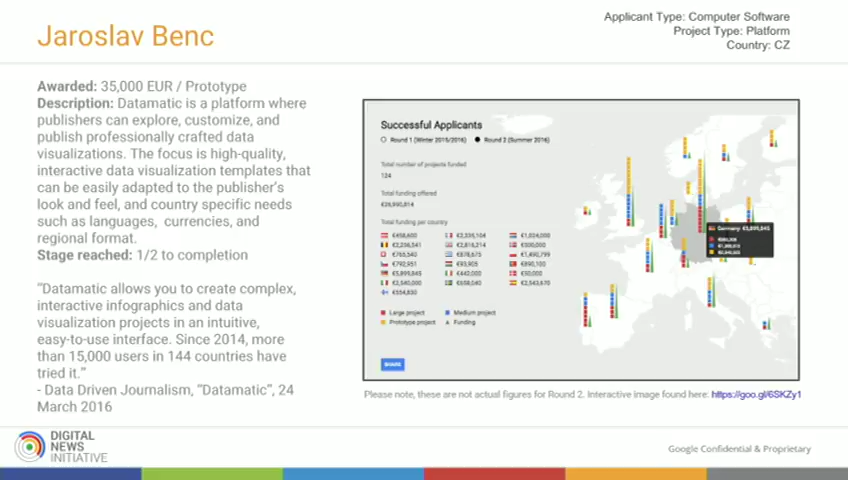 Jaroslav Benc
Applicant Type: Computer Software
Project Type: Platform
Country: CZ
Awarded: 35,000 EUR / Prototype
Description: Datamatic is a platform where
publishers can explore, customize, and
publish professionally crafted data
visualizations. The focus is high-quality,
interactive data visualization templates that
can be easily adapted to the publisher's
look and feel, and country specific needs
such as languages, currencies, and
regional format.
Stage reached: 1/2 to completion
"Datamatic allows you to create complex,
interactive infographics and data
visualization projects in an intuitive,
easy-to-use interface. Since 2014, more
than 15,000 users in 144 countries have
tried it."
- Data Driven Journalism, "Datamatic", 24
March 2016
Successful Applicants
Round 1 (Winter 2015/2016) Round 2 (Summer 2016)
Total number of projects funded
124
Total funding offered
Total funding per country
Large project Medium project
Prototype project Funding
SHARE
Please note, these are not actual figures for Round 2. Interactive image found here: https://goo.gl/6SKZy1
DIGITAL
NEWS
INITIATIVE
Google Confidential & Proprietary